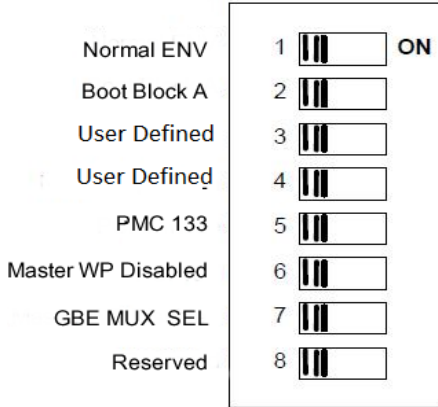 Normal ENV 1 ON
Boot Block A 2
User Defined 3
User Defined 4
PMC 133 5
Master WP Disabled 6
GBE MUX SEL 7
Reserved 8